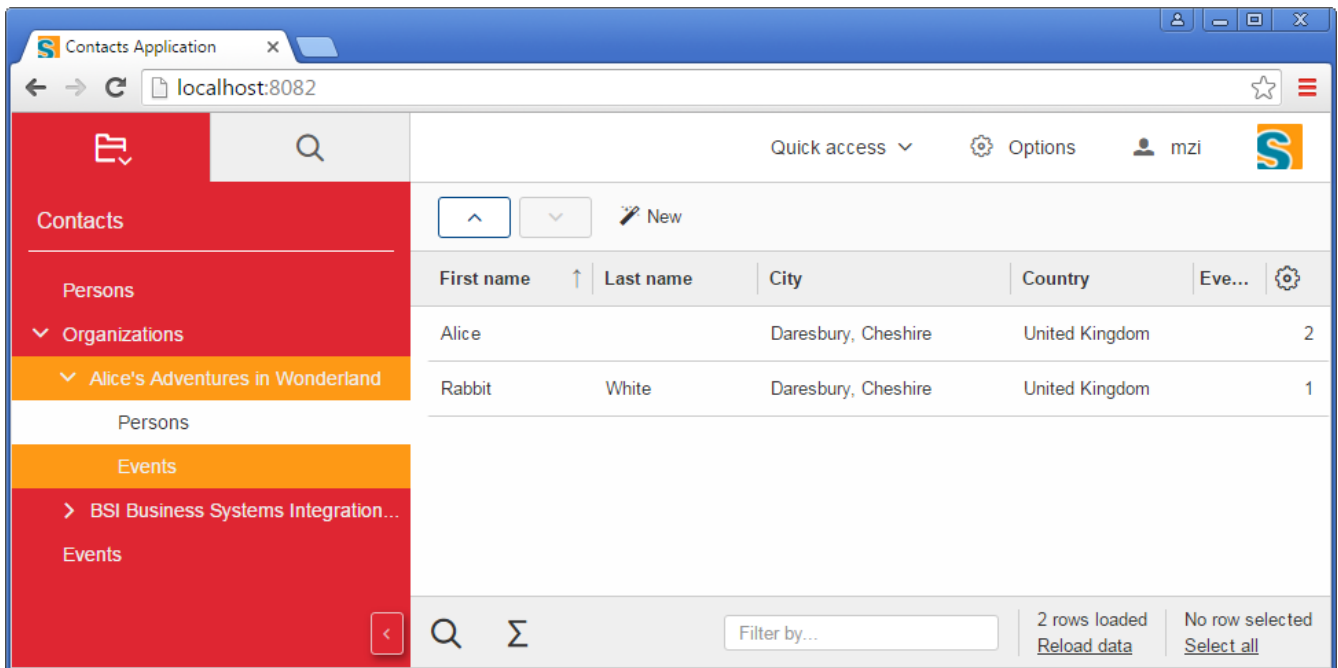 Contacts Application
localhost:8082
Quick access Options mzi
Contacts
New
First name Last name City Country Eve...
Persons
Organizations
Alice's Adventures in Wonderland
Persons
Events
BSI Business Systems Integration...
Events
Alice Daresbury, Cheshire United Kingdom 2
Rabbit White Daresbury, Cheshire United Kingdom 1
Filter by...
2 rows loaded
Reload data
No row selected
Select all